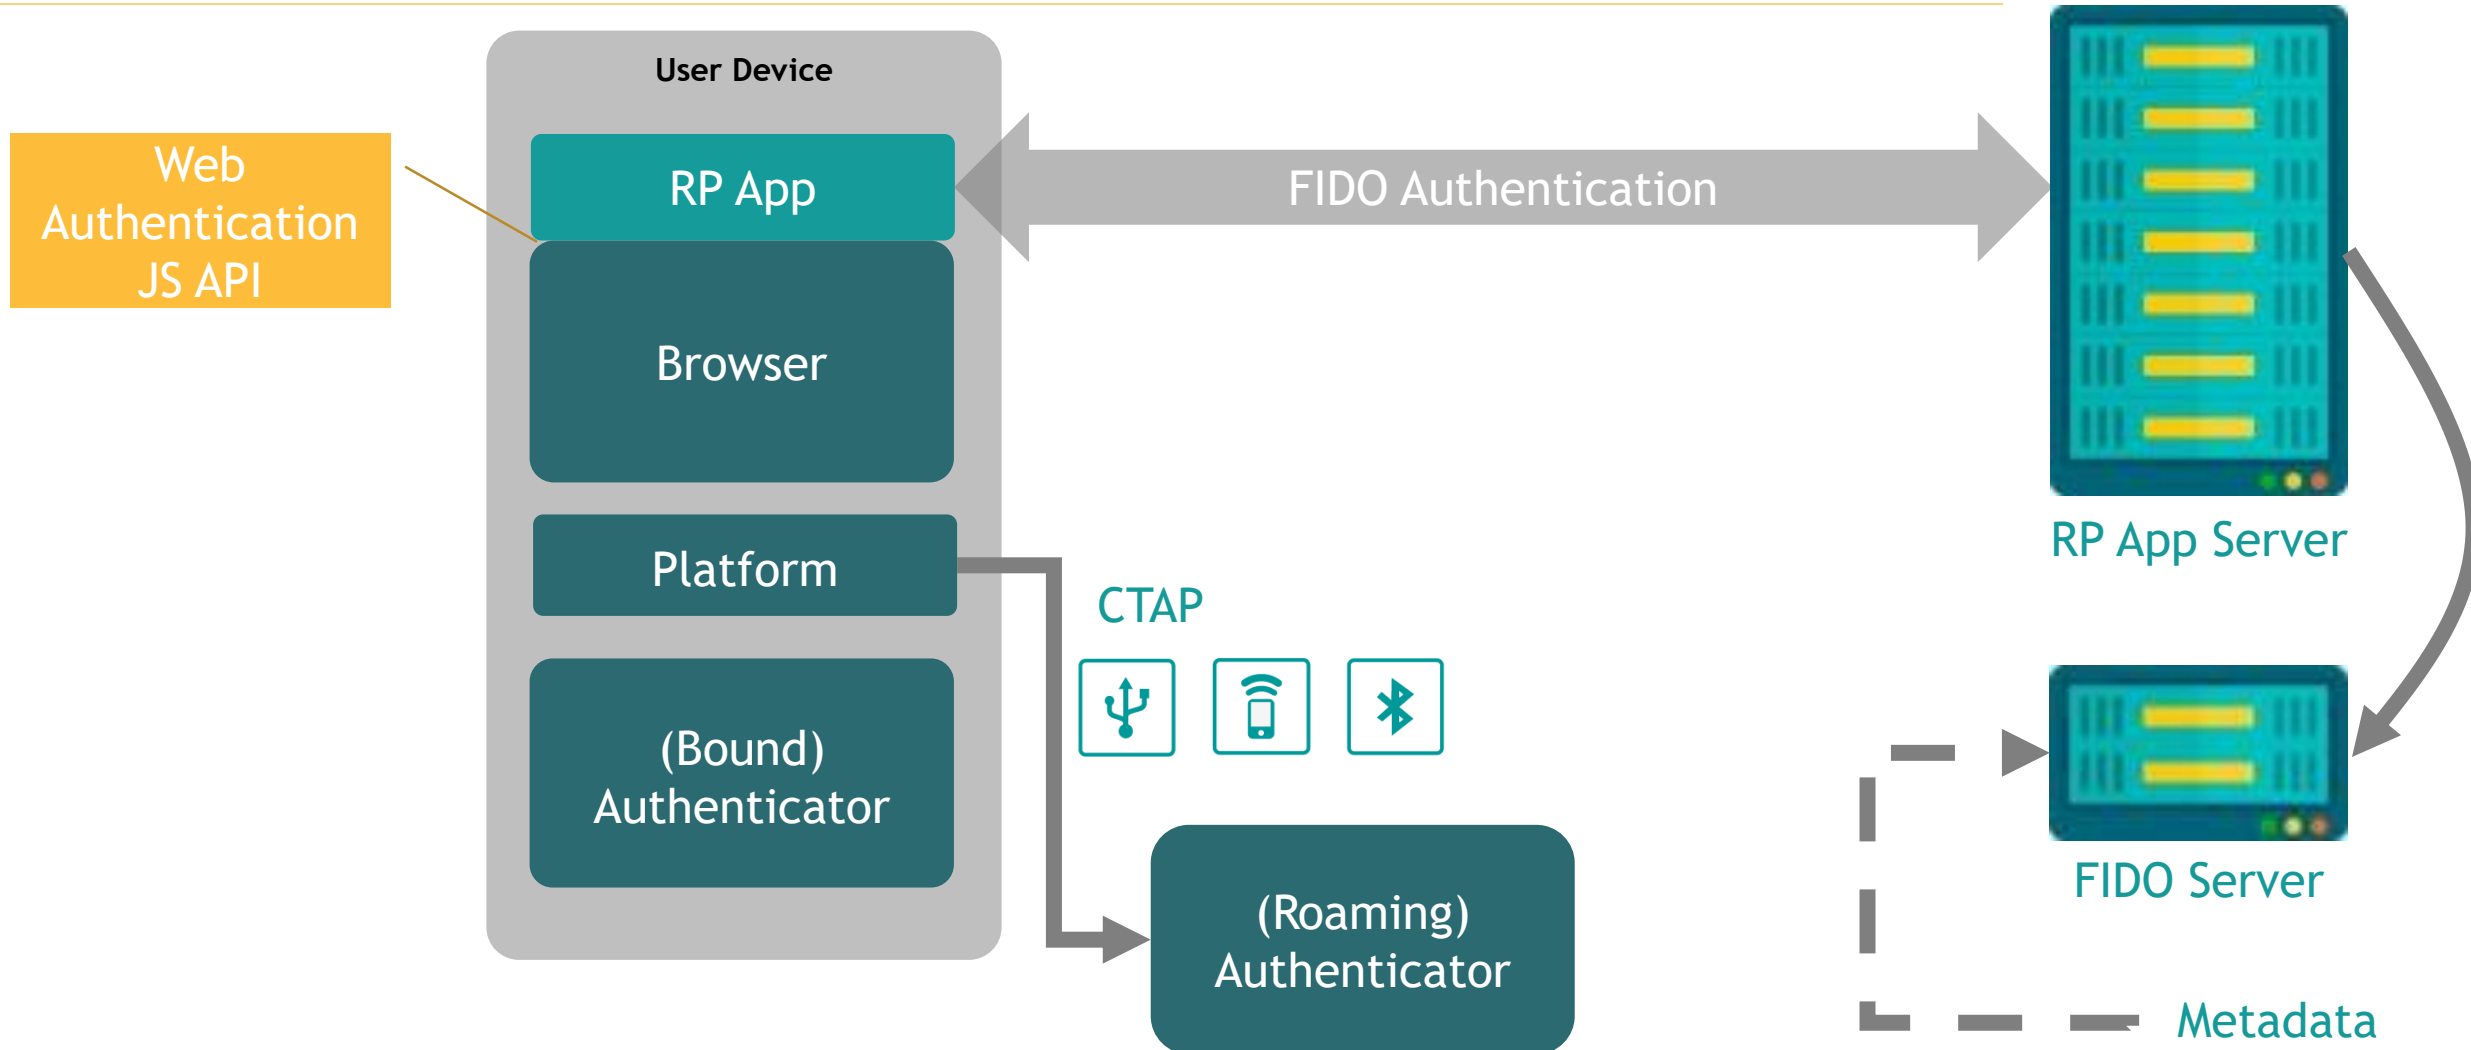 User Device
Web
Authentication
JS API
RP App
FIDO Authentication
Browser
RP App Server
Platform
CTAP
(Bound)
Authenticator
FIDO Server
(Roaming)
Authenticator
Metadata